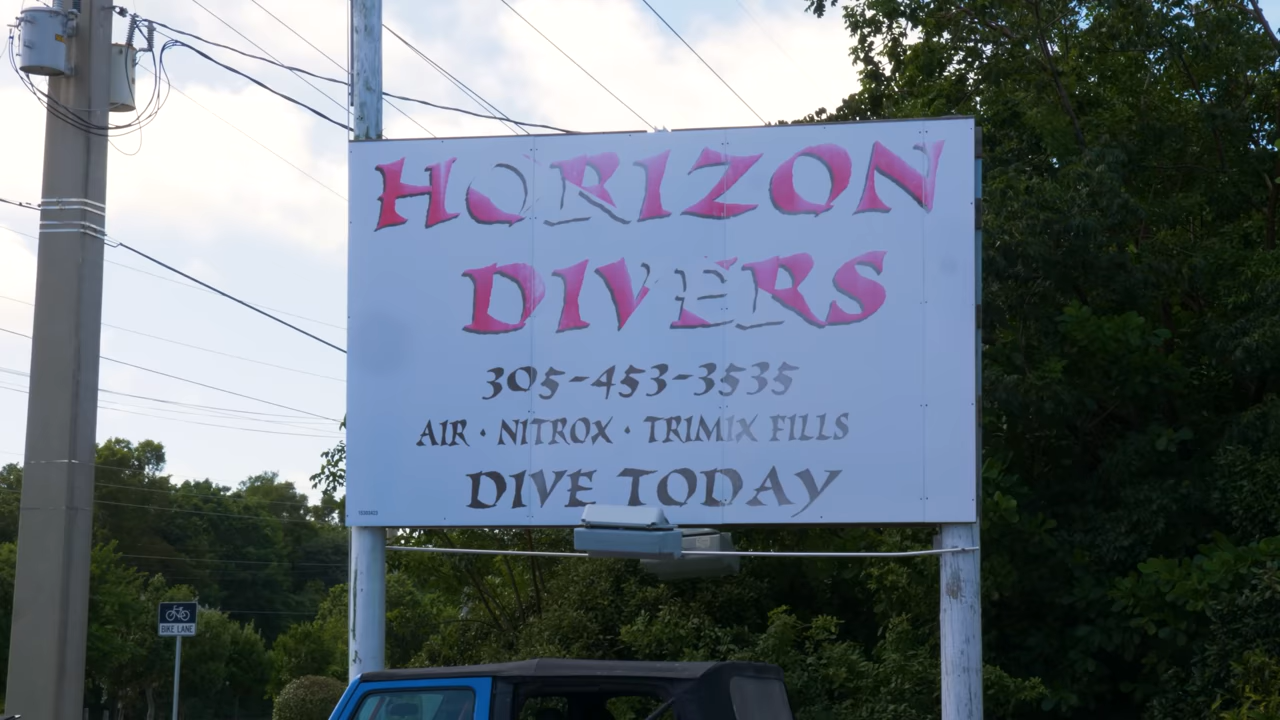 HORIZON
DIVERS
305-453-3535
AIR · NITROX · TRIMIX FILLS
DIVE TODAY
BIKE LANE